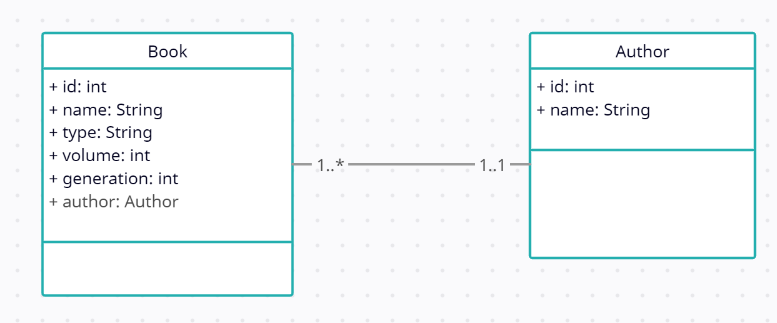 Book
+ id: int
+ name: String
+ type: String
+ volume: int
+ generation: int
+ author: Author
1..*
1..1
Author
+ id: int
+ name: String